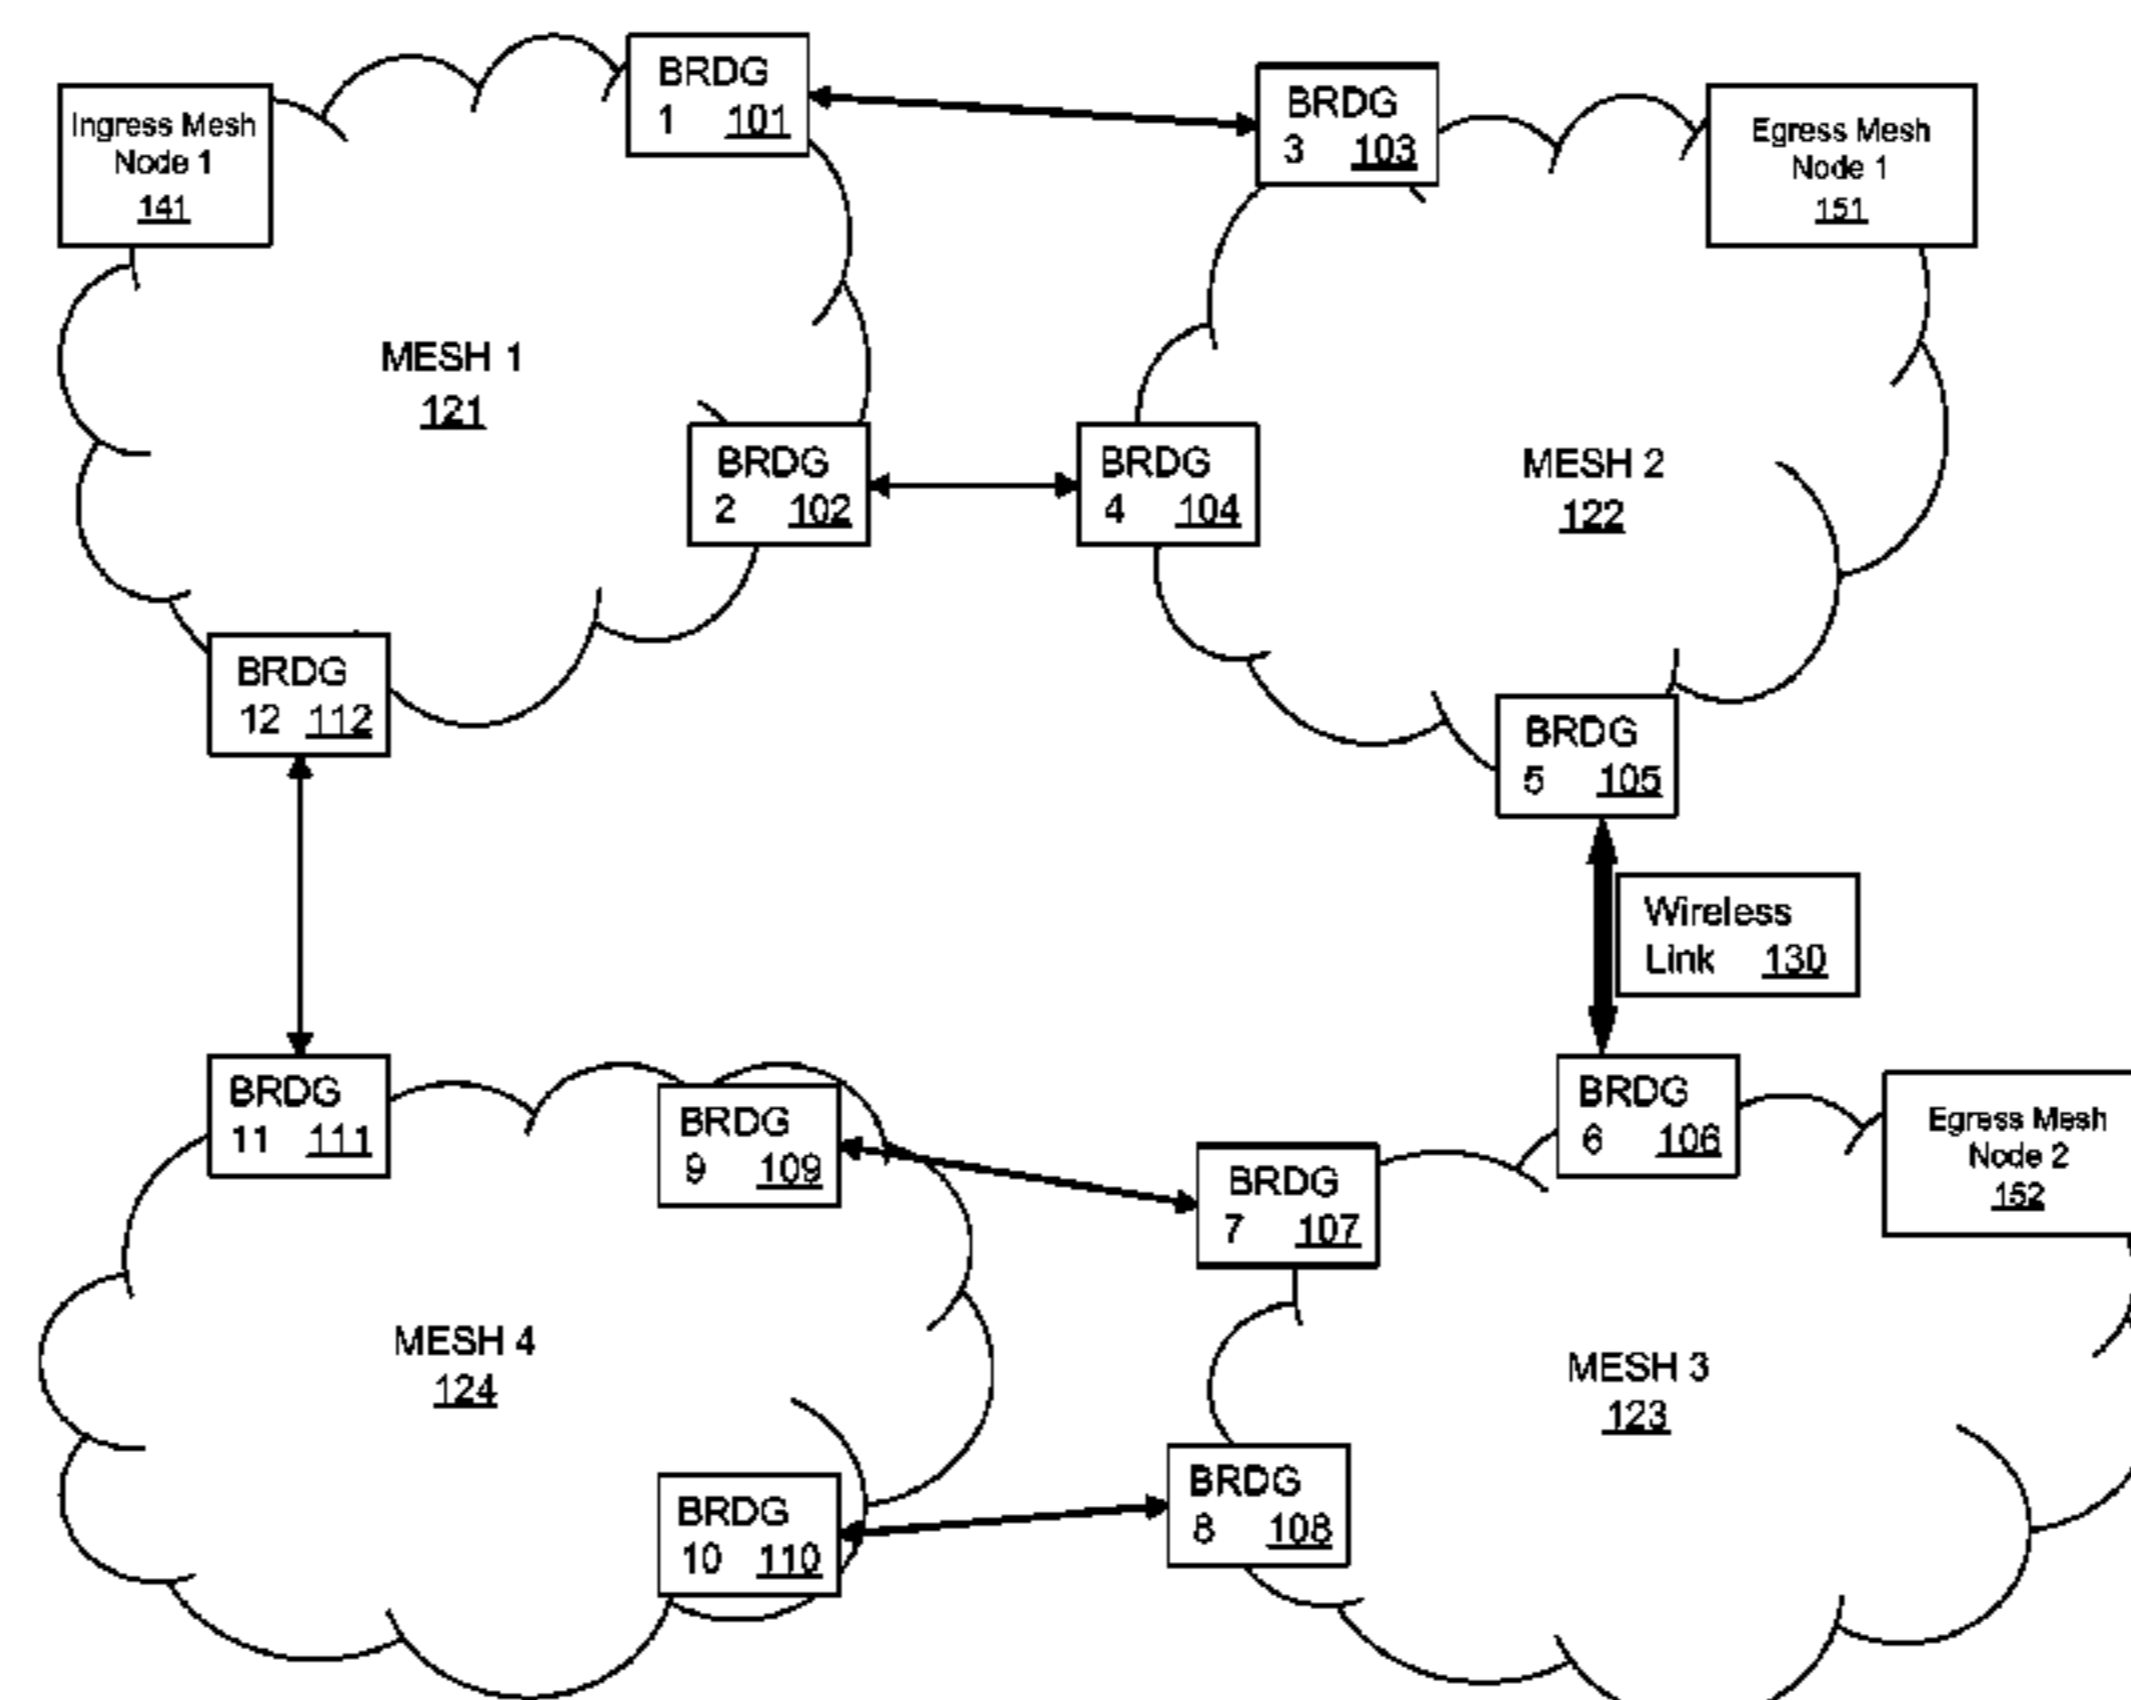 BRDG
1 101
Ingress Mesh
Node 1
141
BRDG
3 103
Egress Mesh
Node 1
151
MESH 1
121
BRDG
2 102
BRDG
4 104
MESH 2
122
BRDG
12 112
BRDG
5 105
Wireless
Link 130
BRDG
11 111
BRDG
9 109
BRDG
7 107
BRDG
6 106
Egress Mesh
Node 2
152
MESH 4
124
MESH 3
123
BRDG
10 110
BRDG
8 108